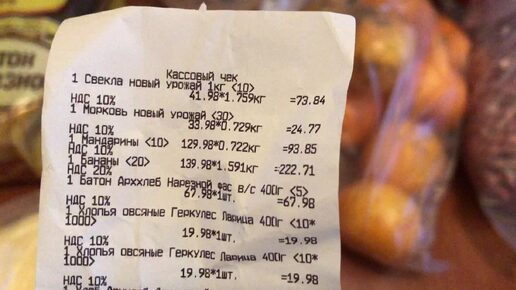 Кассовый чек
1 Свекла новый урожай 1кг <10>
41.98*1.759кг =73.84
НДС 10%
1 Морковь новый урожай <30>
33.98*0.729кг =24.77
НДС 10%
1 Мандарины <10> 129.98*0.722кг =93.85
НДС 10%
1 Бананы <20> 139.98*1.591кг =222.71
НДС 20%
1 Батон Архххлеб Нарезной фас в/с 400г <5>
67.98*1шт. =67.98
НДС 10%
1 Хлопья овсяные Геркулес Лавица 400г <10*
1000>
19.98*1шт. =19.98
НДС 10%
1 Хлопья овсяные Геркулес Лавица 400г <10*
1000>
19.98*1шт. =19.98
НДС 10%